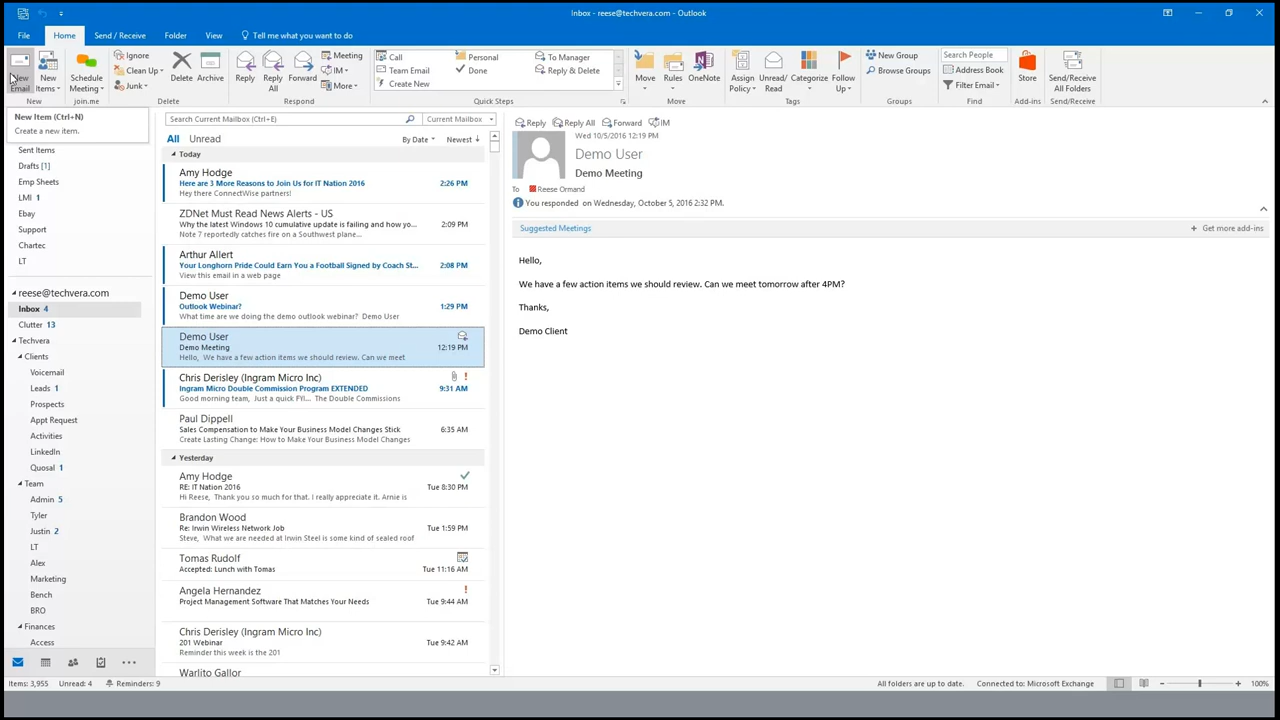 Inbox - reese@techvera.com - Outlook
File Home Send / Receive Folder View Tell me what you want to do
New Email
New Items
Schedule Meeting
Ignore
Clean Up
Junk
Delete Archive
Reply Reply All Forward
Meeting
IM
More
Call Personal To Manager
Team Email Done Reply & Delete
Create New
Move Rules OneNote
Assign Policy Unread/ Read Categorize Follow Up
New Group
Browse Groups
Search People
Address Book
Filter Email
Store
Send/Receive All Folders
New join.me Delete Respond Quick Steps Move Tags Groups Find Add-ins Send/Receive
New Item (Ctrl+N)
Create a new item.
Sent Items
Drafts [1]
Emp Sheets
LMI 1
Ebay
Support
Chartec
LT
reese@techvera.com
Inbox 4
Clutter 13
Techvera
Clients
Voicemail
Leads 1
Prospects
Appt Request
Activities
LinkedIn
Quosal 1
Team
Admin 5
Tyler
Justin 2
LT
Alex
Marketing
Bench
BRO
Finances
Access
Search Current Mailbox (Ctrl+E) Current Mailbox
All Unread By Date Newest
Today
Amy Hodge
Here are 3 More Reasons to Join Us for IT Nation 2016 2:26 PM
Hey there ConnectWise partners!
ZDNet Must Read News Alerts - US
Why the latest Windows 10 cumulative update is failing and how yo... 2:09 PM
Note 7 reportedly catches fire on a Southwest plane...
Arthur Allert
Your Longhorn Pride Could Earn You a Football Signed by Coach St... 2:08 PM
View this email in a web page
Demo User
Outlook Webinar? 1:29 PM
What time are we doing the demo outlook webinar? Demo User
Demo User
Demo Meeting 12:19 PM
Hello, We have a few action items we should review. Can we meet
Chris Derisley (Ingram Micro Inc)
Ingram Micro Double Commission Program EXTENDED 9:31 AM
Good morning team, Just a quick FYI... The Double Commissions
Paul Dippell
Sales Compensation to Make Your Business Model Changes Stick 6:35 AM
Create Lasting Change: How to Make Your Business Model Changes
Yesterday
Amy Hodge
RE: IT Nation 2016 Tue 8:30 PM
Hi Reese, Thank you so much for that. I really appreciate it. Arnie is
Brandon Wood
Re: Irwin Wireless Network Job Tue 1:59 PM
Steve, What we are needed at Irwin Steel is some kind of sealed roof
Tomas Rudolf
Accepted: Lunch with Tomas Tue 11:16 AM
Angela Hernandez
Project Management Software That Matches Your Needs Tue 9:44 AM
Chris Derisley (Ingram Micro Inc)
201 Webinar Tue 9:42 AM
Reminder this week is the 201
Warlito Gallor
Reply Reply All Forward IM
Wed 10/5/2016 12:19 PM
Demo User
Demo Meeting
To Reese Ormand
You responded on Wednesday, October 5, 2016 2:32 PM.
Suggested Meetings + Get more add-ins
Hello,
We have a few action items we should review. Can we meet tomorrow after 4PM?
Thanks,
Demo Client
Items: 3,955 Unread: 4 Reminders: 9 All folders are up to date. Connected to: Microsoft Exchange 100%